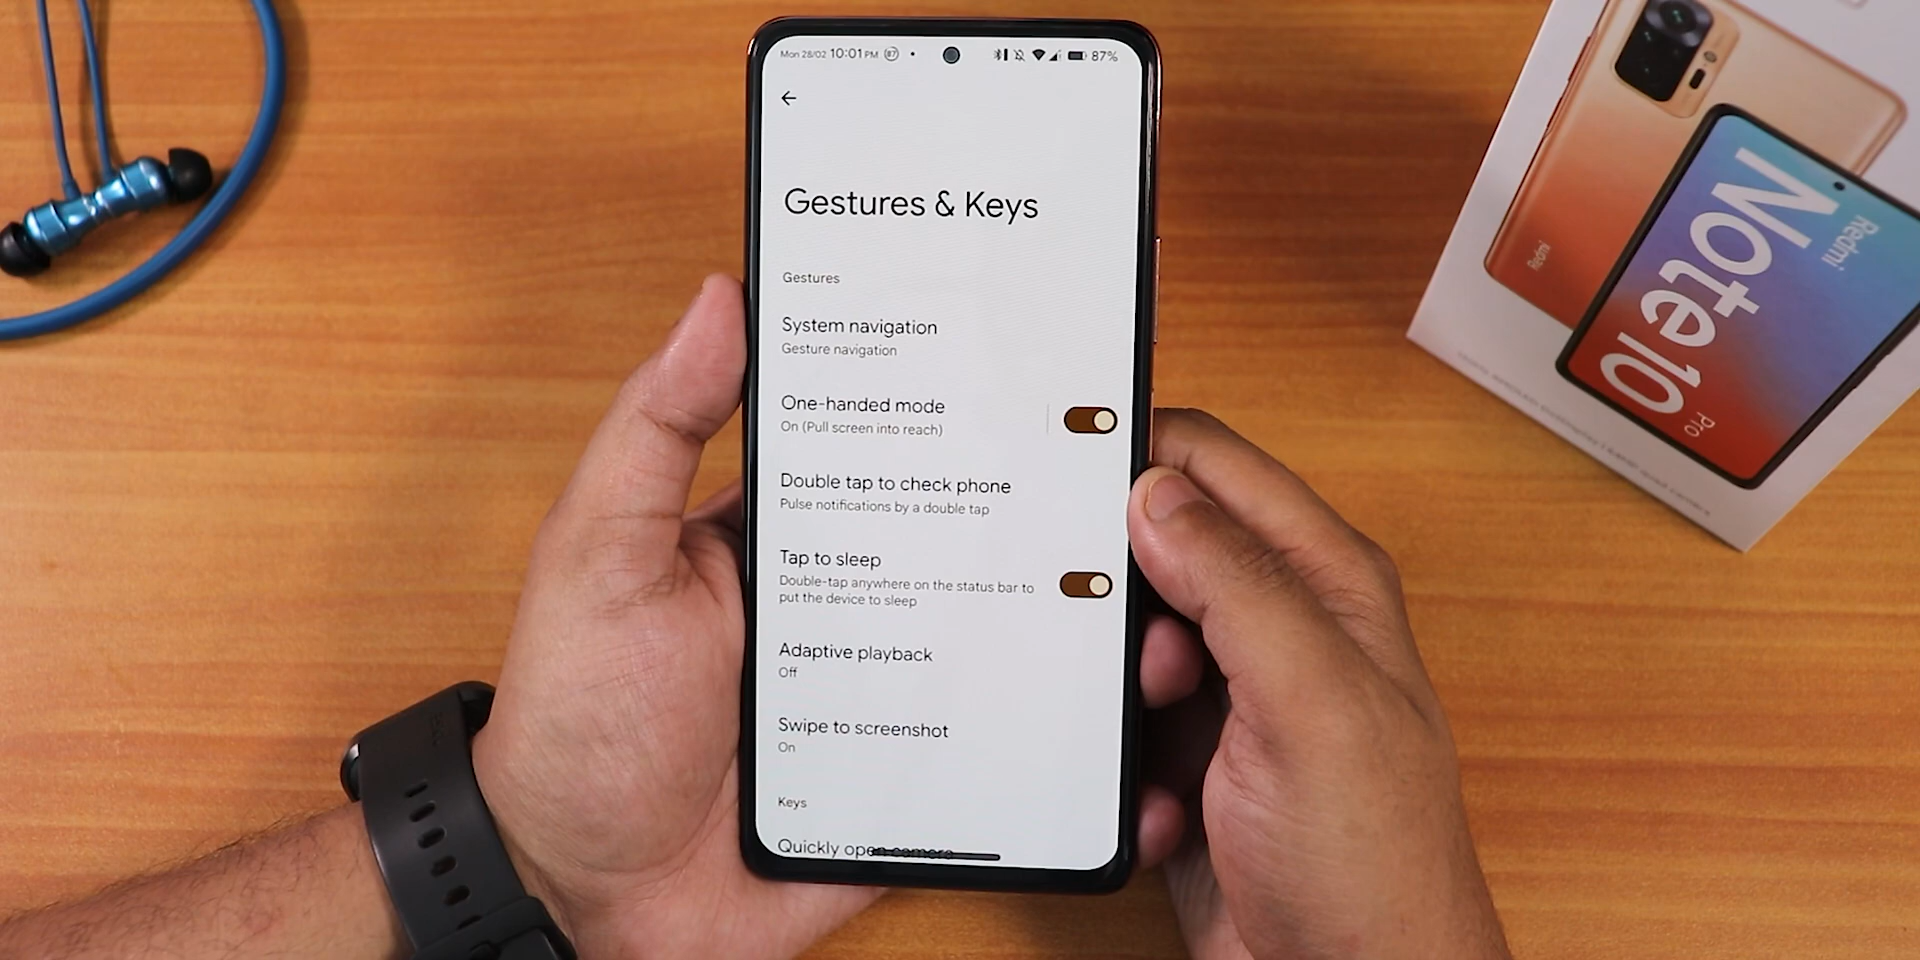 Mon 28/02 10:01 PM 87
87%
Gestures & Keys
Gestures
System navigation
Gesture navigation
One-handed mode
On (Pull screen into reach)
Double tap to check phone
Pulse notifications by a double tap
Tap to sleep
Double-tap anywhere on the status bar to
put the device to sleep
Adaptive playback
Off
Swipe to screenshot
On
Keys
Quickly open camera
Redmi
Redmi
Note 10
Pro